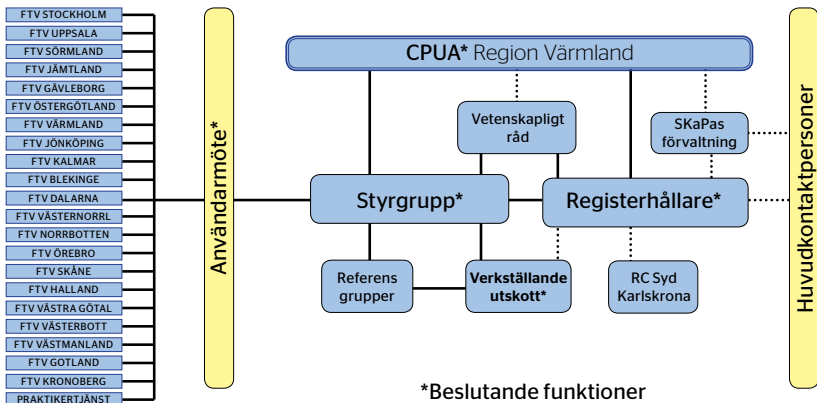 FTV STOCKHOLM
FTV UPPSALA
FTV SÖRMLAND
FTV JÄMTLAND
FTV GÄVLEBORG
FTV ÖSTERGÖTLAND
FTV VÄRMLAND
FTV JÖNKÖPING
FTV KALMAR
FTV BLEKINGE
FTV DALARNA
FTV VÄSTERNORRL
FTV NORRBOTTEN
FTV ÖREBRO
FTV SKÅNE
FTV HALLAND
FTV VÄSTRA GÖTAL
FTV VÄSTERBOTT
FTV VÄSTMANLAND
FTV GOTLAND
FTV KRONOBERG
PRAKTIKERTJÄNST
Användarmöte*
CPUA* Region Värmland
Vetenskapligt
råd
SKaPas
förvaltning
Styrgrupp*
Registerhållare*
Referens
grupper
Verkställande
utskott*
RC Syd
Karlskrona
Huvudkontaktpersoner
*Beslutande funktioner